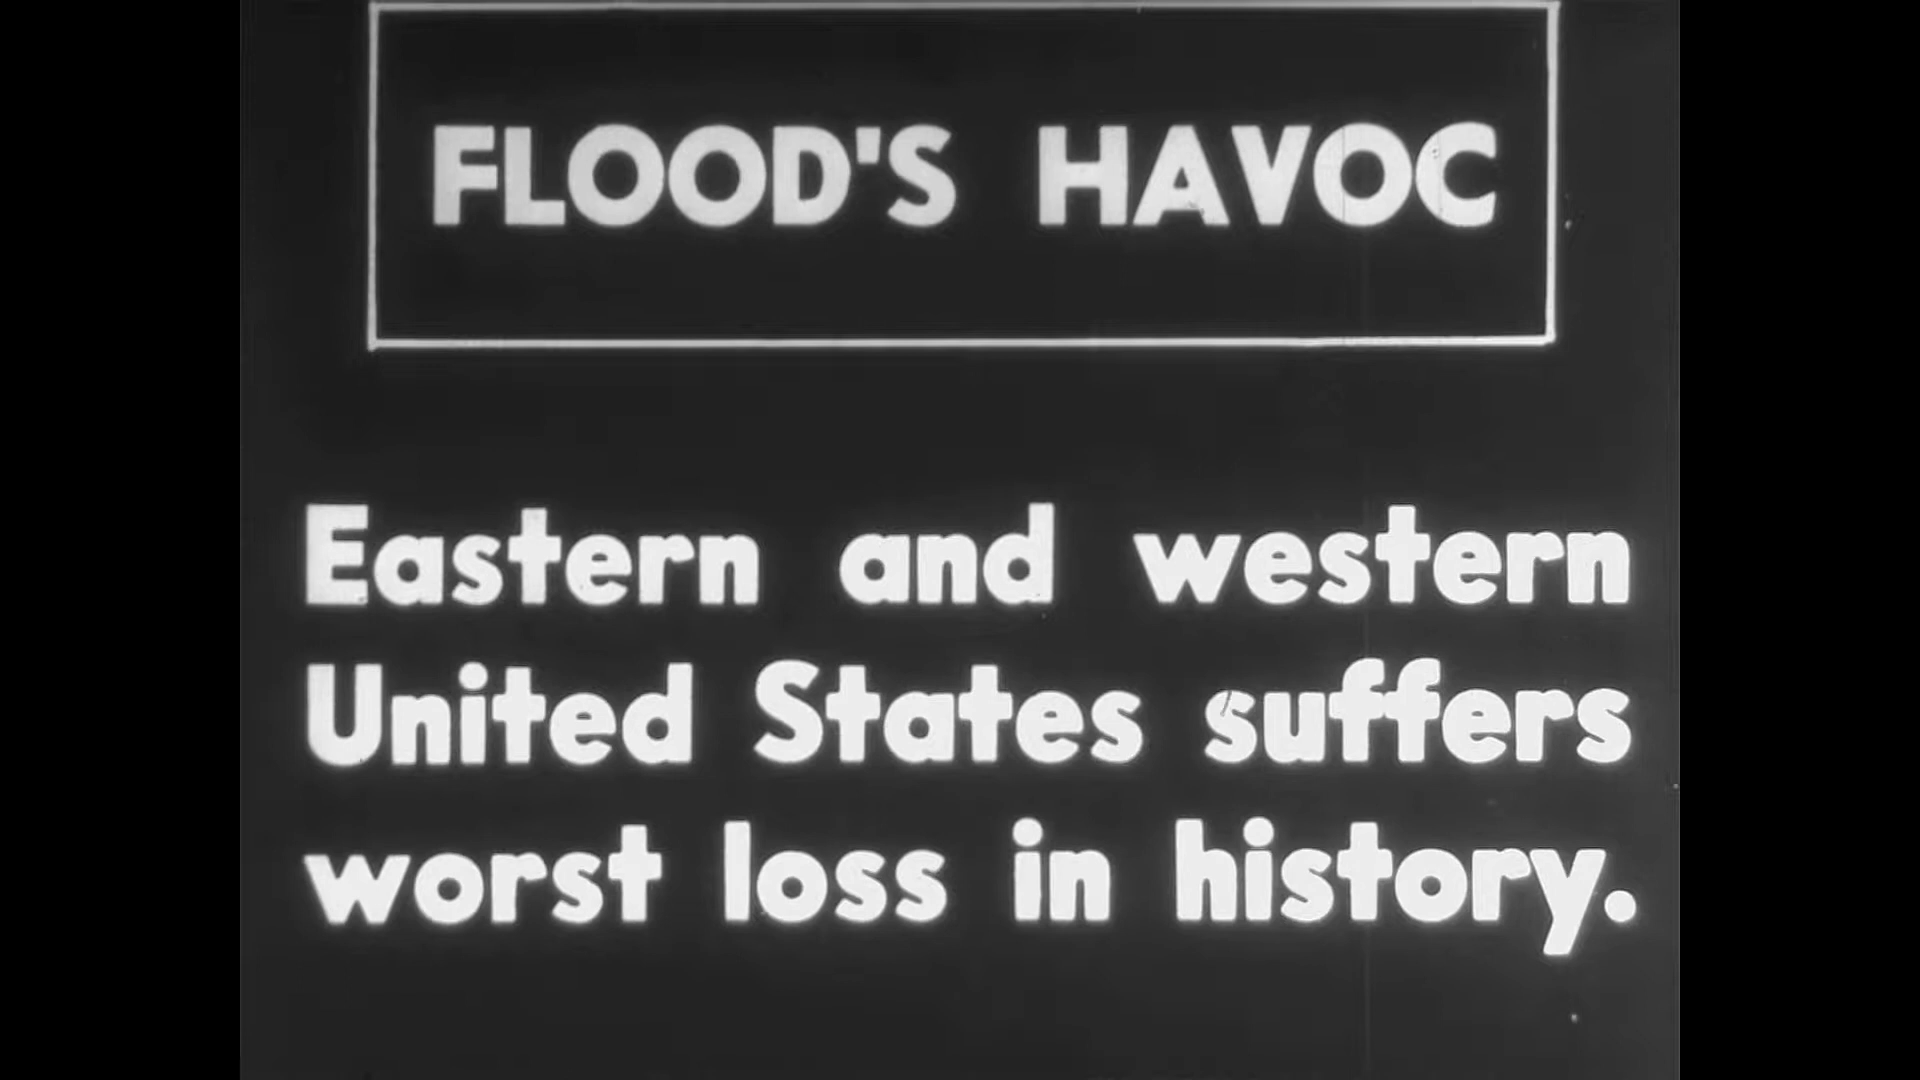 FLOOD'S HAVOC
Eastern and western
United States suffers
worst loss in history.